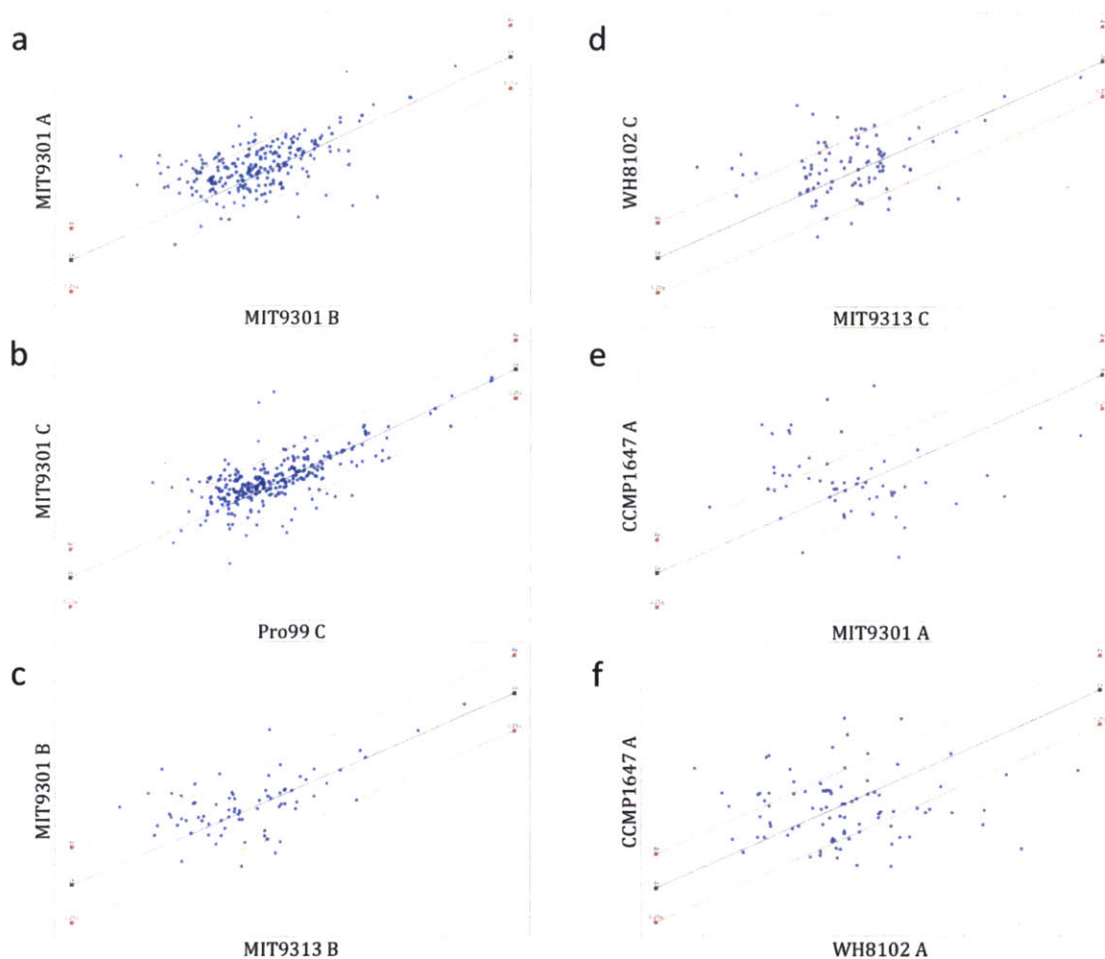 a
MIT9301 A
MIT9301 B
b
MIT9301 C
Pro99 C
c
MIT9301 B
MIT9313 B
d
WH8102 C
MIT9313 C
e
CCMP1647 A
MIT9301 A
f
CCMP1647 A
WH8102 A